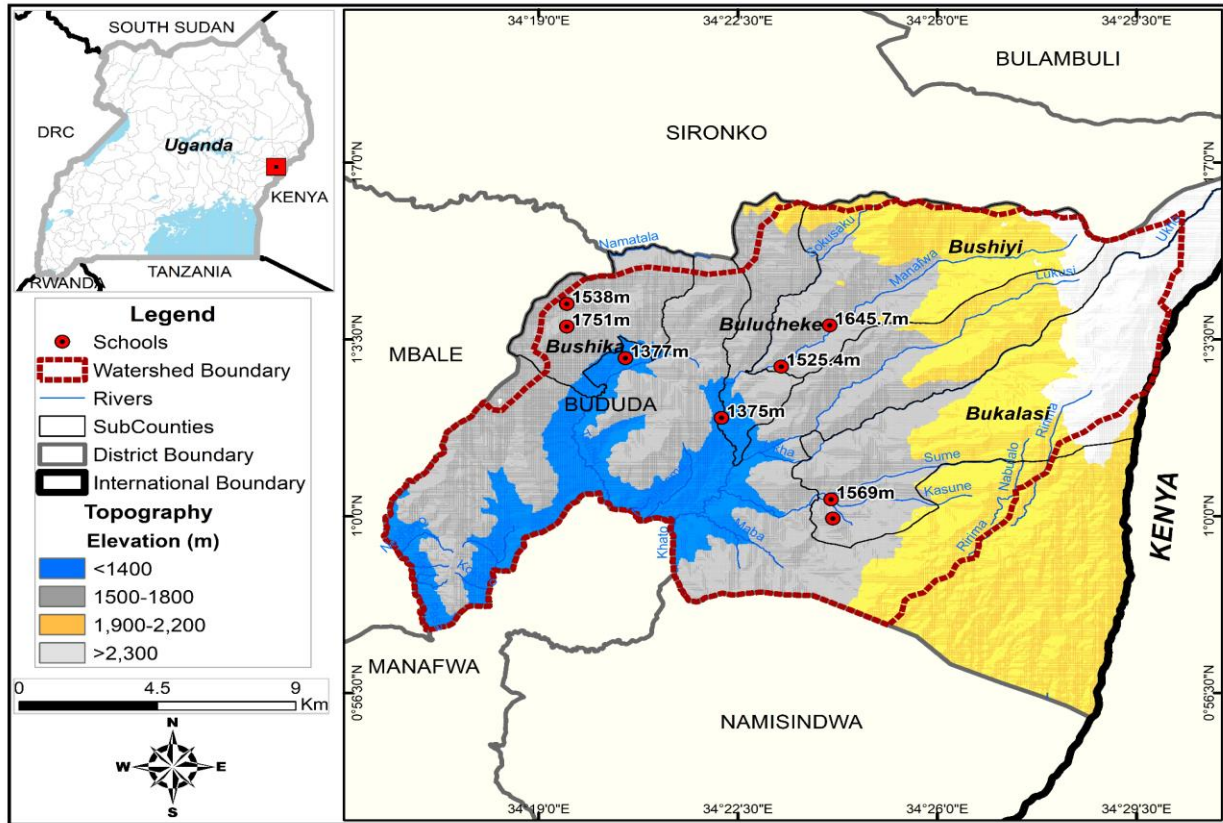 SOUTH SUDAN
DRC
Uganda
KENYA
TANZANIA
RWANDA
Legend
Schools
Watershed Boundary
Rivers
SubCounties
District Boundary
International Boundary
Topography
Elevation (m)
<1400
1500-1800
1,900-2,200
>2,300
0 4.5 9
Km
N
W E
S
34°19'0"E 34°22'30"E 34°26'0"E 34°29'30"E
BULAMBULI
SIRONKO
1°7'0"N 1°7'0"N
Namatala
Sokusaku
Manafwa
Bushiyi
Lukusi
1538m
1751m
Bushika
1377m
Bulucheke
1645.7m
1525.4m
1°3'30"N 1°3'30"N
MBALE
BUDUDA
1375m
Bukalasi
Rinma
Nabulalo
Kha
Sume
Kasune
1569m
Maba
Khato
Rinma
KENYA
1°0'0"N 1°0'0"N
MANAFWA
NAMISINDWA
0°56'30"N 0°56'30"N
34°19'0"E 34°22'30"E 34°26'0"E 34°29'30"E